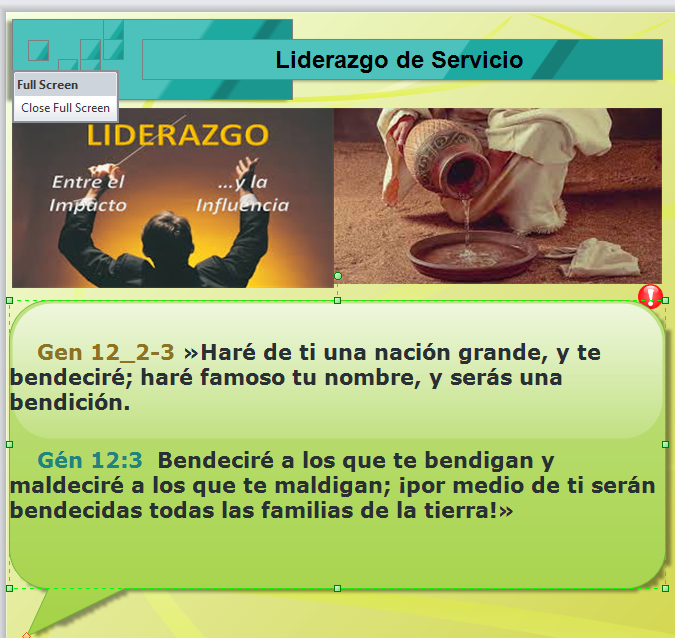 Liderazgo de Servicio
Full Screen
Close Full Screen
LIDERAZGO
Entre el
Impacto
...y la
Influencia
Gen 12_2-3 »Haré de ti una nación grande, y te
bendeciré; haré famoso tu nombre, y serás una
bendición.
Gén 12:3 Bendeciré a los que te bendigan y
maldeciré a los que te maldigan; ¡por medio de ti serán
bendecidas todas las familias de la tierra!»